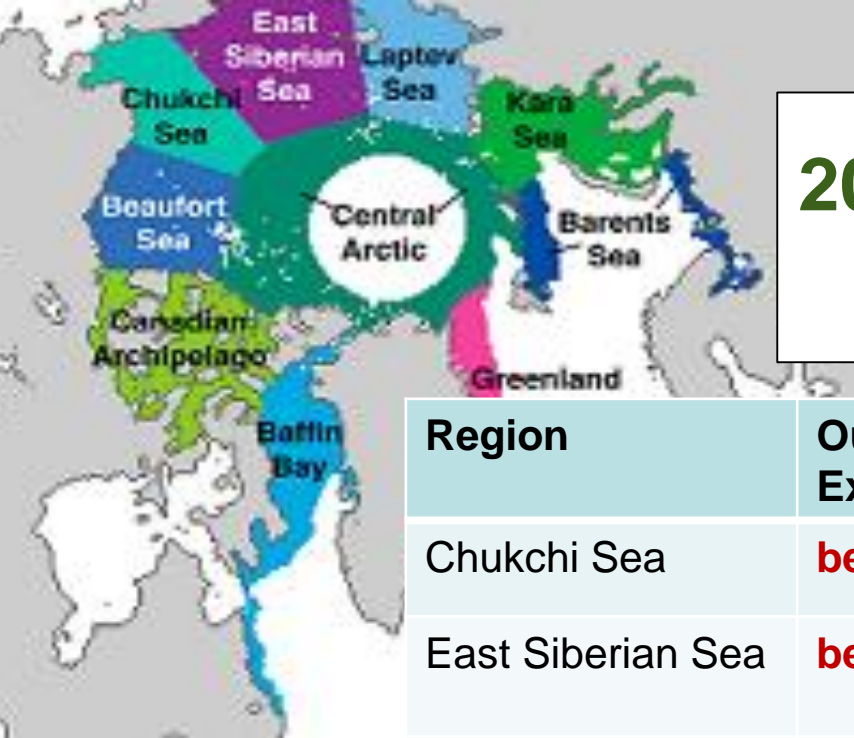 East
Siberian
Sea
Laptev
Sea
Chukchi
Sea
Kara
Sea
Beaufort
Sea
Central
Arctic
Barents
Sea
Canadian
Archipelago
Greenland
Baffin
Bay
Region
Chukchi Sea
East Siberian Sea